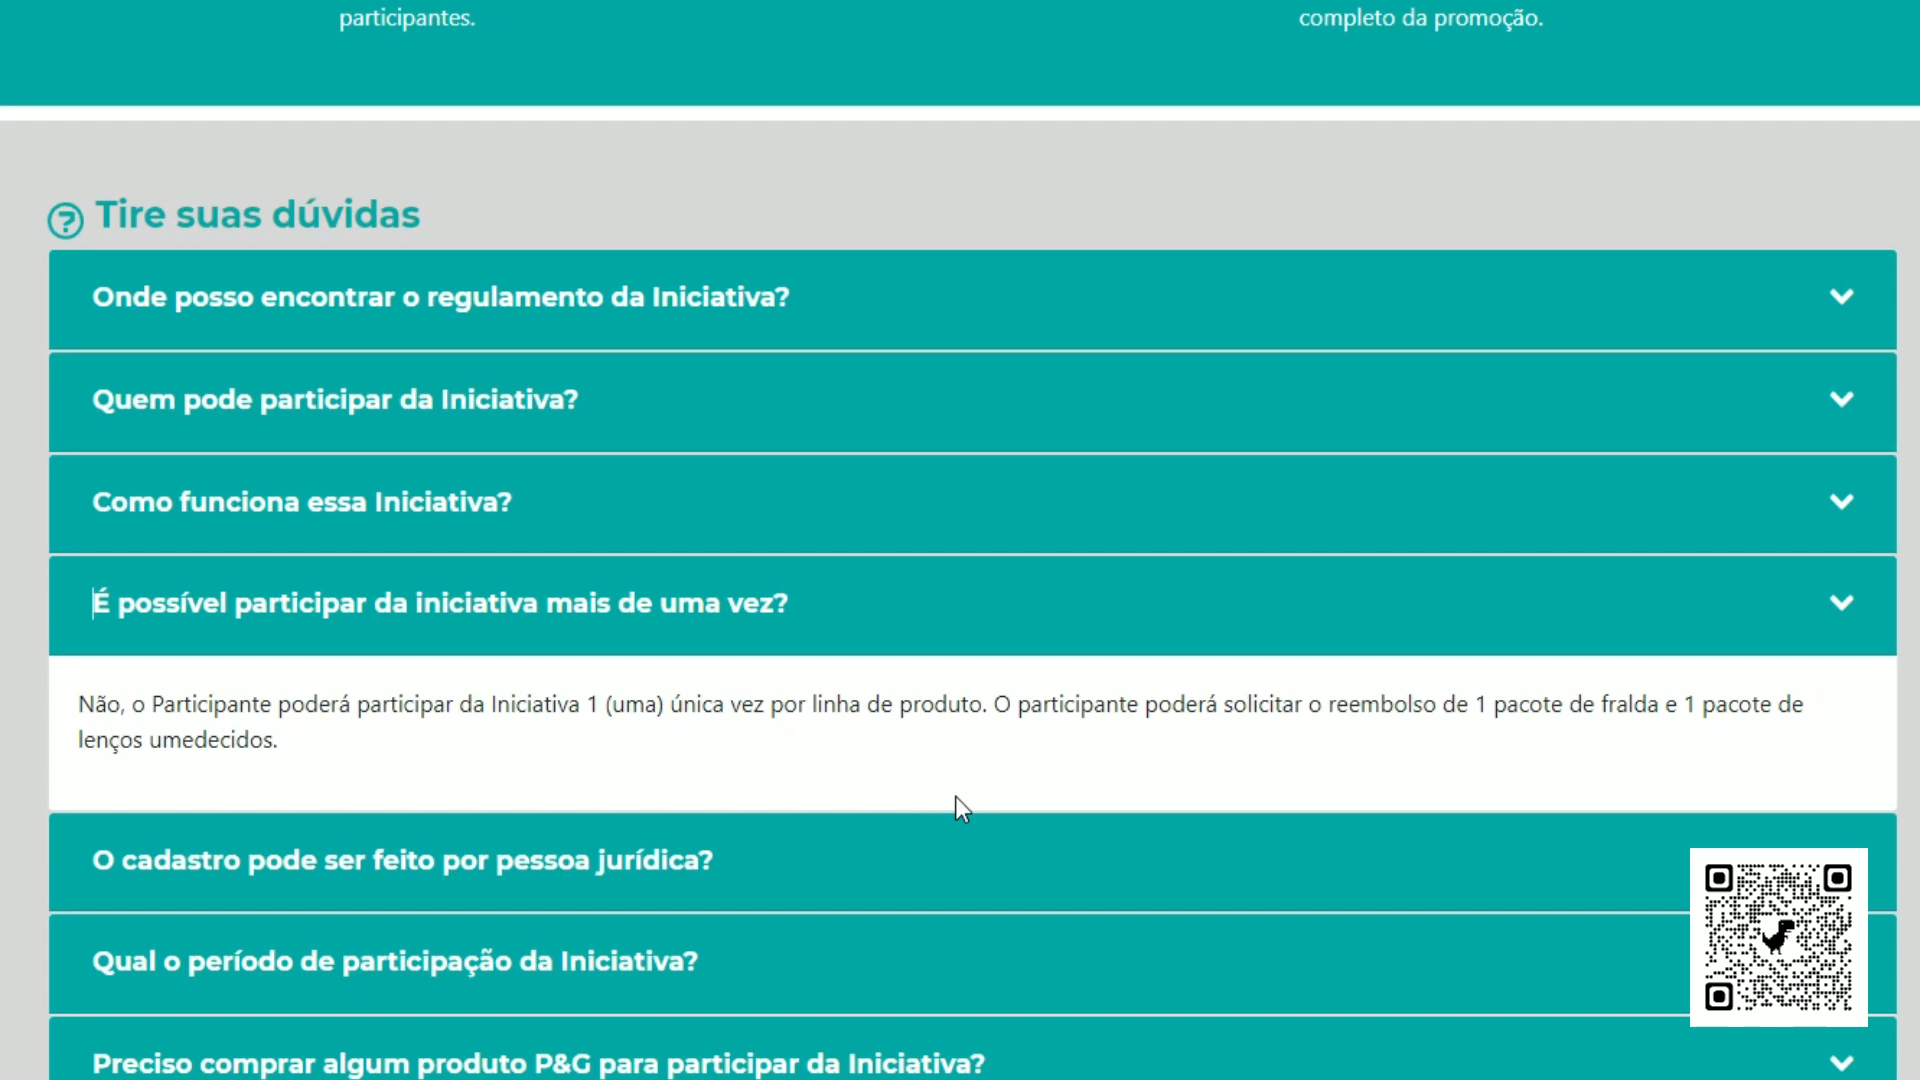 participantes.
completo da promoção.
Tire suas dúvidas
Onde posso encontrar o regulamento da Iniciativa?
Quem pode participar da Iniciativa?
Como funciona essa Iniciativa?
É possível participar da iniciativa mais de uma vez?
Não, o Participante poderá participar da Iniciativa 1 (uma) única vez por linha de produto. O participante poderá solicitar o reembolso de 1 pacote de fralda e 1 pacote de
lenços umedecidos.
O cadastro pode ser feito por pessoa jurídica?
Qual o período de participação da Iniciativa?
Preciso comprar algum produto P&G para participar da Iniciativa?